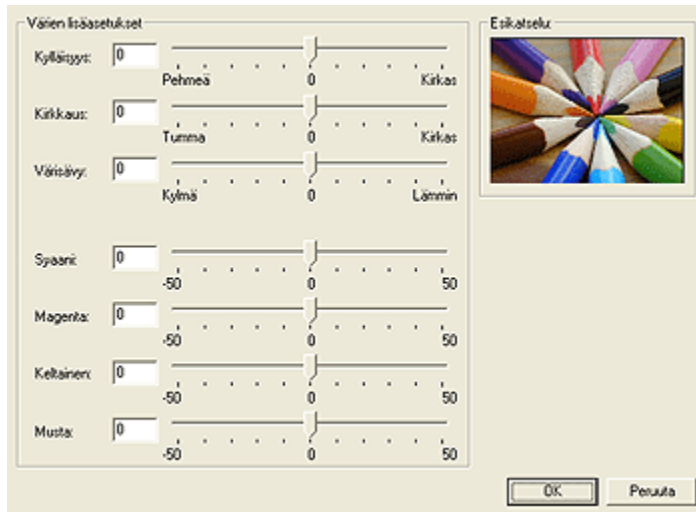 Värien lisäasetukset
Kylläisyys: 0
Pehmeä 0 Kirkas
Kirkkaus: 0
Tumma 0 Kirkas
Värisävy: 0
Kylmä 0 Lämmin
Syaani: 0
-50 0 50
Magenta: 0
-50 0 50
Keltainen: 0
-50 0 50
Musta: 0
-50 0 50
Esikatselu:
OK Peruuta